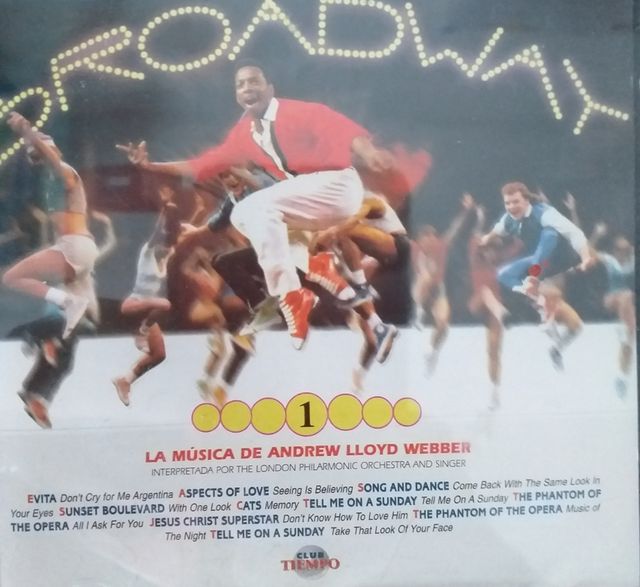 BROADWAY
1
LA MÚSICA DE ANDREW LLOYD WEBBER
INTERPRETADA POR THE LONDON PHILARMONIC ORCHESTRA AND SINGER
EVITA Don't Cry for Me Argentina ASPECTS OF LOVE Seeing Is Believing SONG AND DANCE Come Back With The Same Look In
Your Eyes SUNSET BOULEVARD With One Look CATS Memory TELL ME ON A SUNDAY Tell Me On A Sunday THE PHANTOM OF
THE OPERA All I Ask For You JESUS CHRIST SUPERSTAR Don't Know How To Love Him THE PHANTOM OF THE OPERA Music of
The Night TELL ME ON A SUNDAY Take That Look Of Your Face
CLUB
TIEMPO